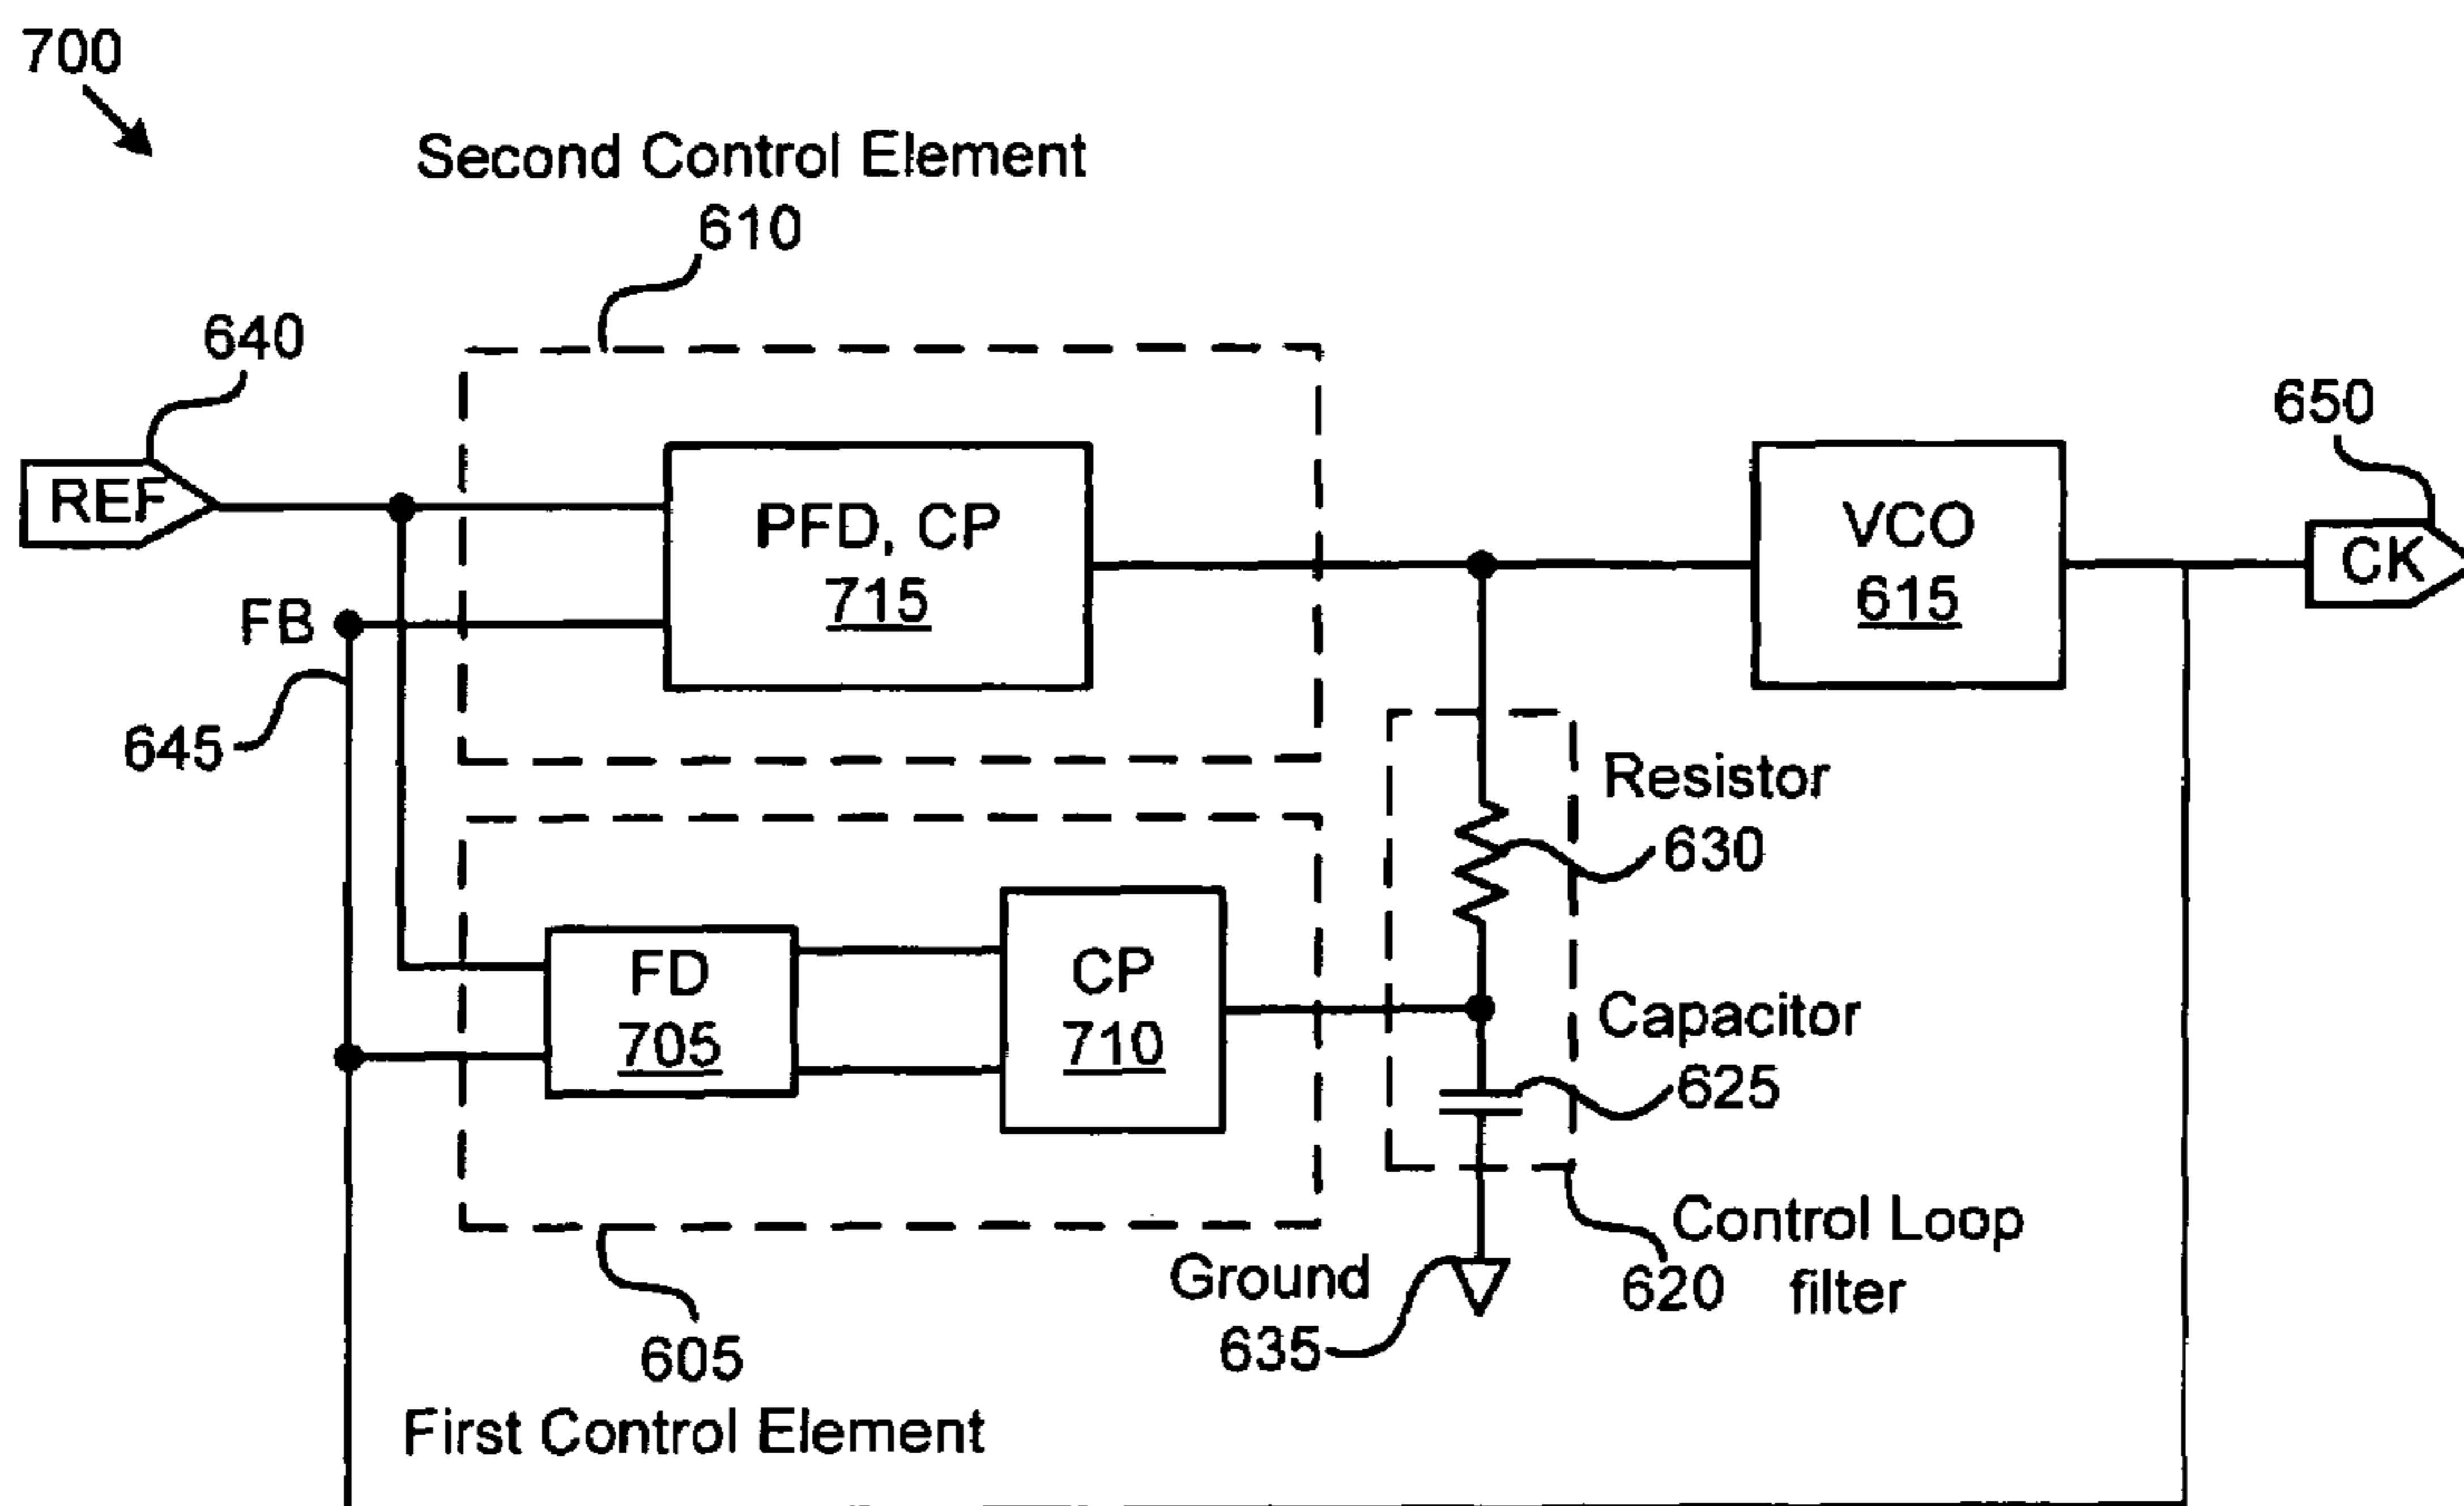 700
Second Control Element
610
640
650
REF
PFD, CP
715
VCO
615
CK
FB
645
Resistor
630
FD
705
CP
710
Capacitor
625
Control Loop
620 filter
Ground
635
605
First Control Element